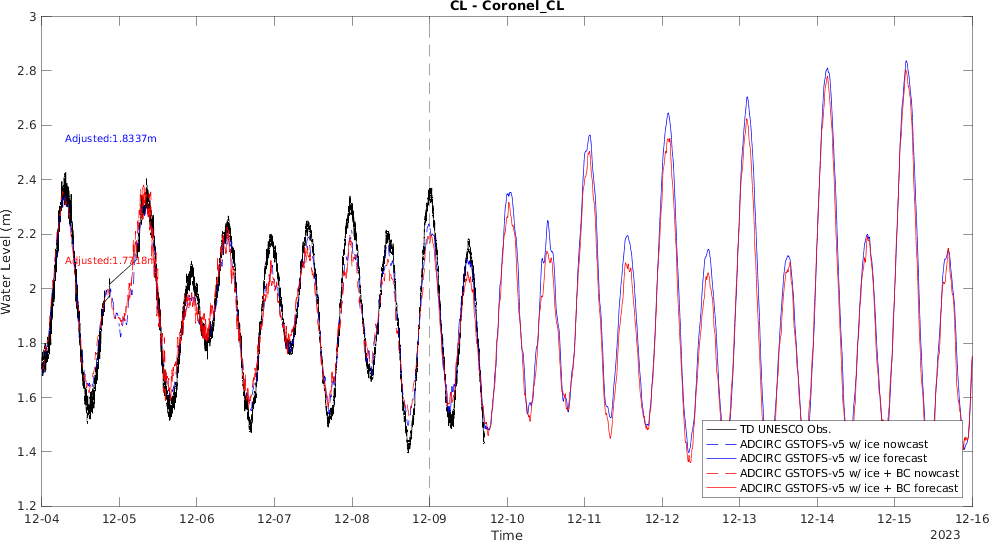 CL - Coronel_CL
3
2.8
2.6
2.4
2.2
2
1.8
1.6
1.4
1.2
Water Level (m)
Adjusted:1.8337m
Adjusted:1.7718m
TD UNESCO Obs.
ADCIRC GSTOFS-v5 w/ ice nowcast
ADCIRC GSTOFS-v5 w/ ice forecast
ADCIRC GSTOFS-v5 w/ ice + BC nowcast
ADCIRC GSTOFS-v5 w/ ice + BC forecast
12-04 12-05 12-06 12-07 12-08 12-09 12-10 12-11 12-12 12-13 12-14 12-15 12-16
Time
2023